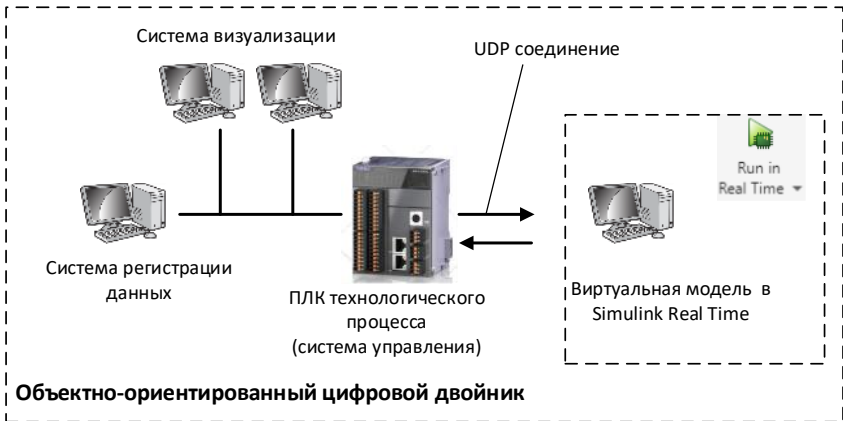 Система визуализации
UDP соединение
Run in
Real Time
Система регистрации
данных
ПЛК технологического
процесса
(система управления)
Виртуальная модель в
Simulink Real Time
Объектно-ориентированный цифровой двойник